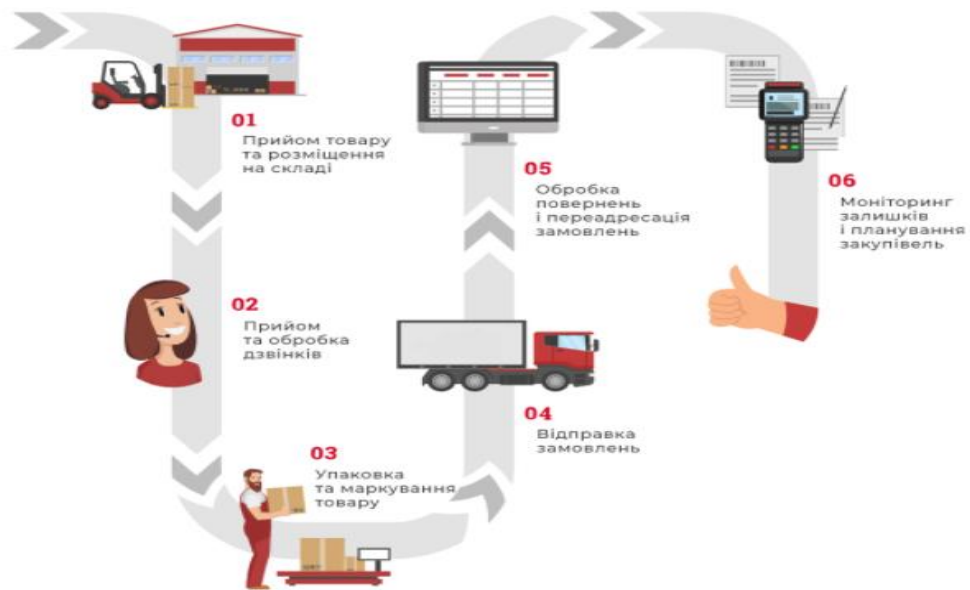 01
Прийом товару
та розміщення
на складі
02
Прийом
та обробка
дзвінків
03
Упаковка
та маркування
товару
04
Відправка
замовлень
05
Обробка
повернень
і переадресація
замовлень
06
Моніторинг
залишків
і планування
закупівель